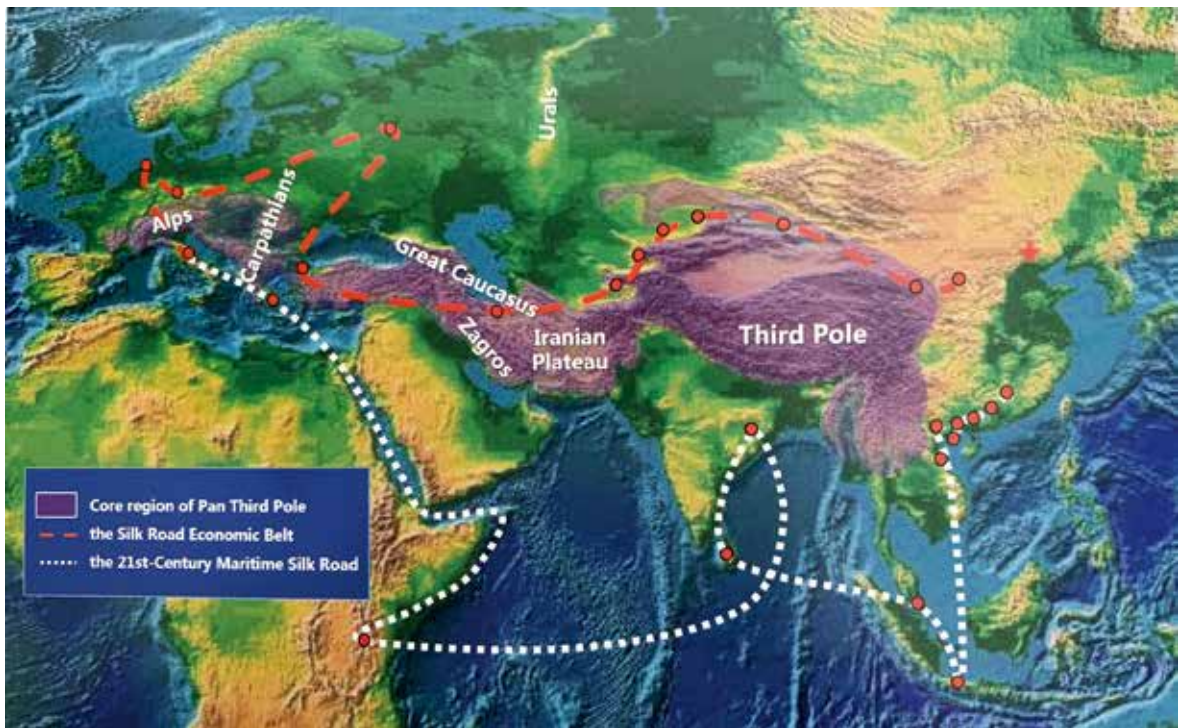 Urals
Alps
Carpathians
Great Caucasus
Zagros
Iranian
Plateau
Third Pole
Core region of Pan Third Pole
the Silk Road Economic Belt
the 21st-Century Maritime Silk Road